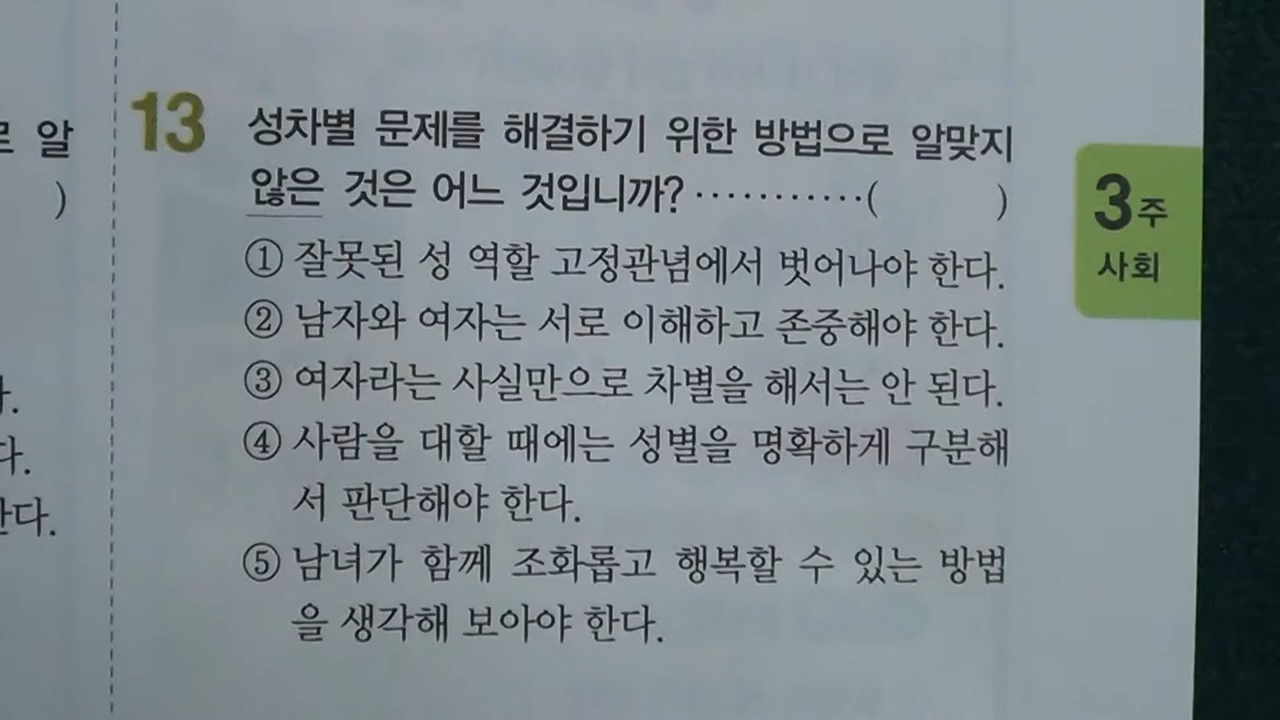 13 성차별 문제를 해결하기 위한 방법으로 알맞지
않은 것은 어느 것입니까? ···········( )
① 잘못된 성 역할 고정관념에서 벗어나야 한다.
② 남자와 여자는 서로 이해하고 존중해야 한다.
③ 여자라는 사실만으로 차별을 해서는 안 된다.
④ 사람을 대할 때에는 성별을 명확하게 구분해
서 판단해야 한다.
⑤ 남녀가 함께 조화롭고 행복할 수 있는 방법
을 생각해 보아야 한다.
3주
사회
알
)